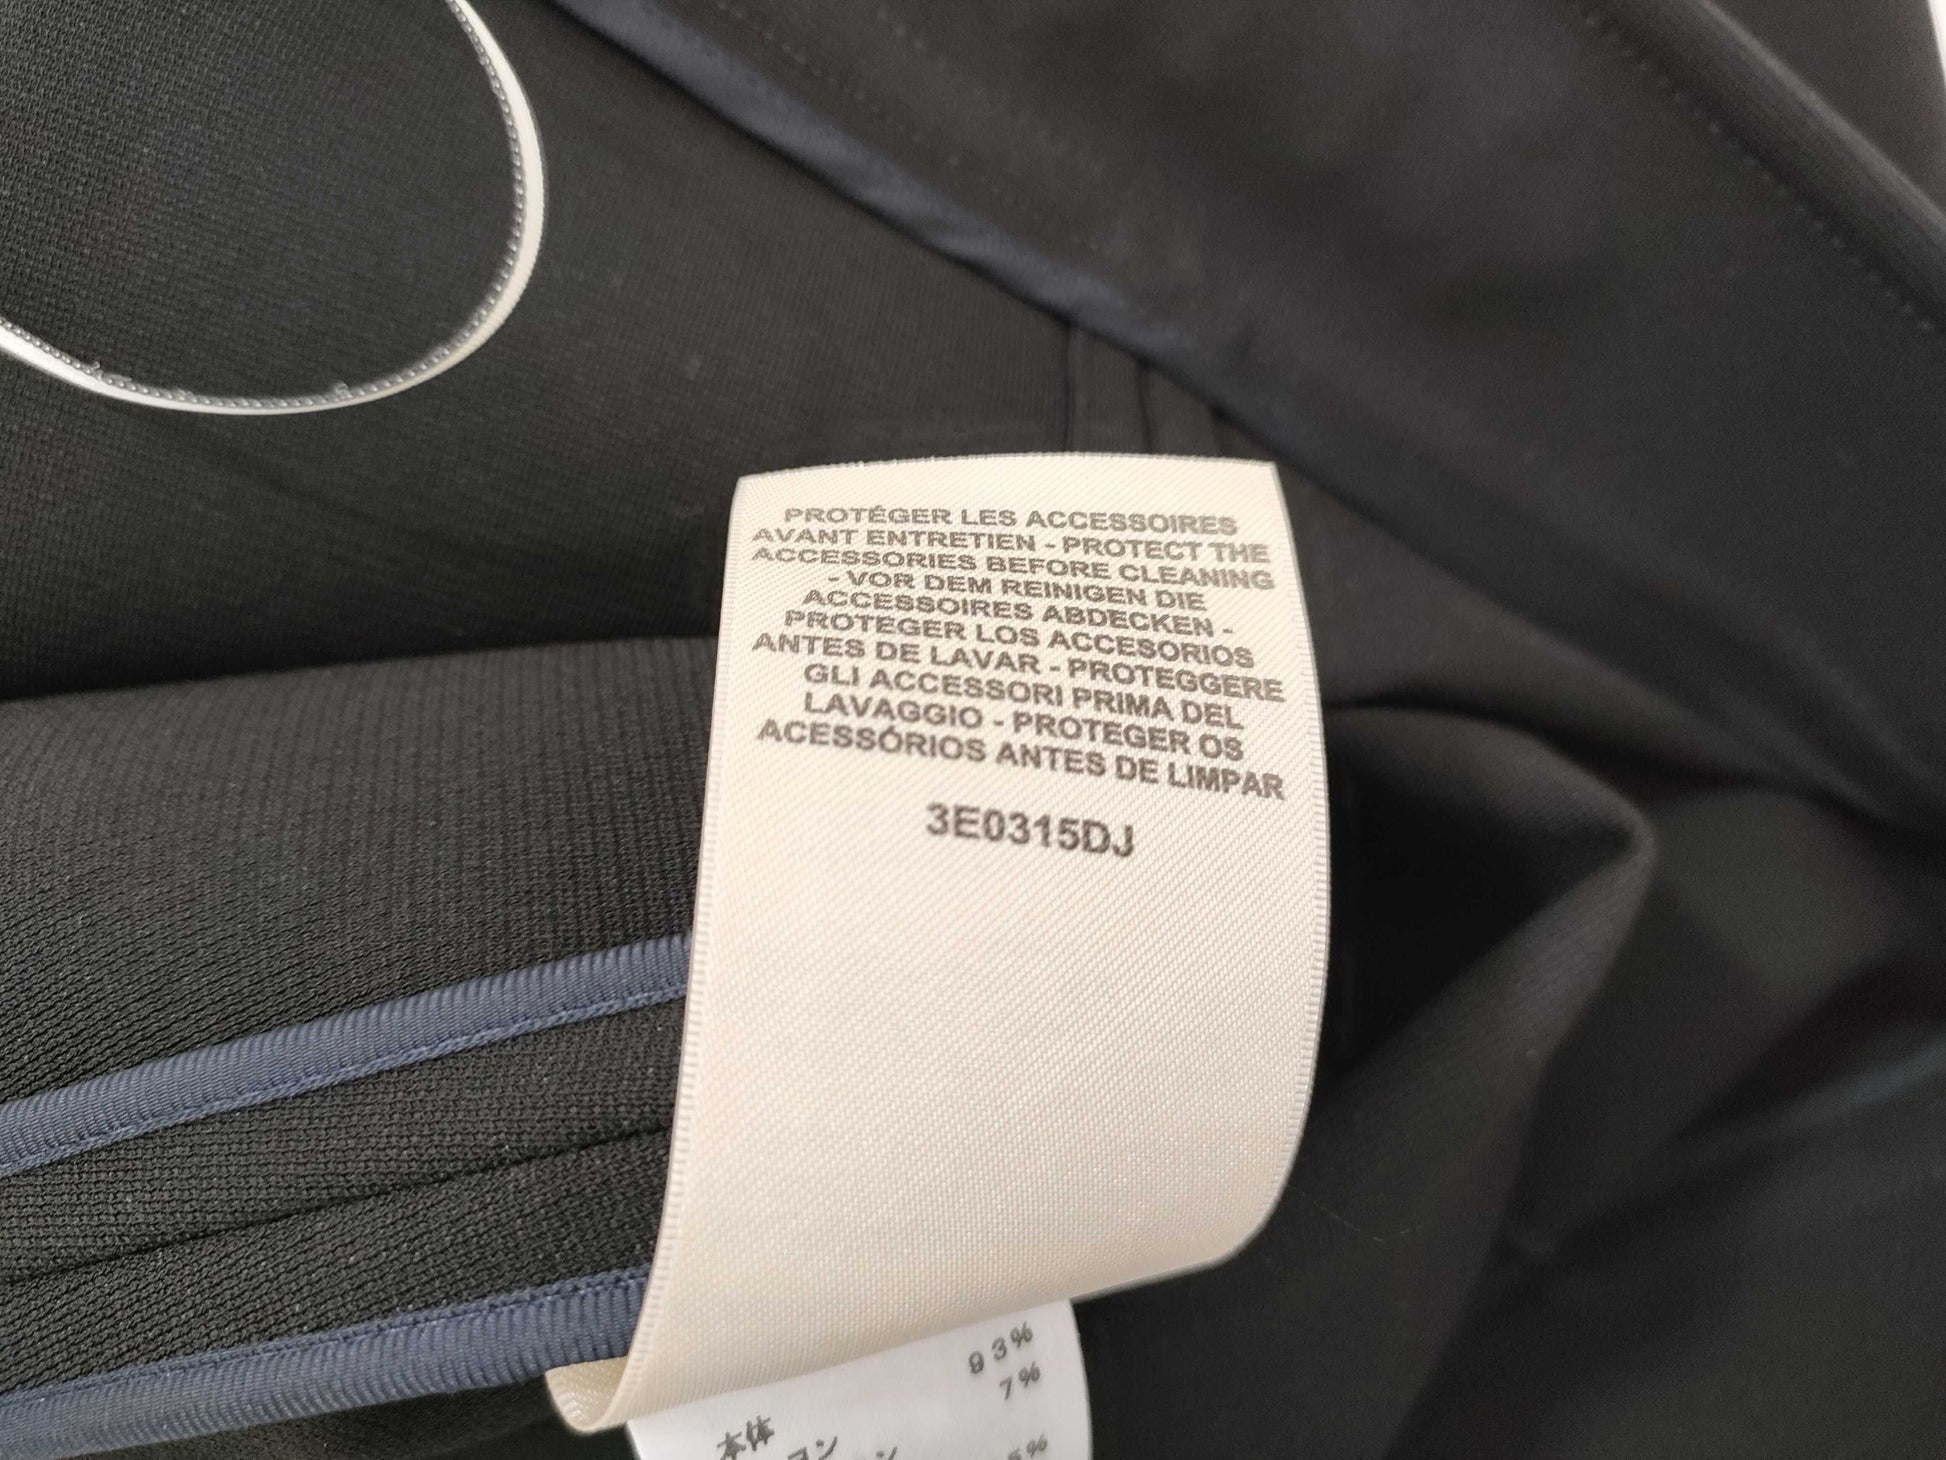 PROTÉGER LES ACCESSOIRES
AVANT ENTRETIEN - PROTECT THE
ACCESSORIES BEFORE CLEANING
- VOR DEM REINIGEN DIE
ACCESSOIRES ABDECKEN -
PROTEGER LOS ACCESORIOS
ANTES DE LAVAR - PROTEGGERE
GLI ACCESSORI PRIMA DEL
LAVAGGIO - PROTEGER OS
ACESSÓRIOS ANTES DE LIMPAR
3E0315DJ
93%
7%
本体